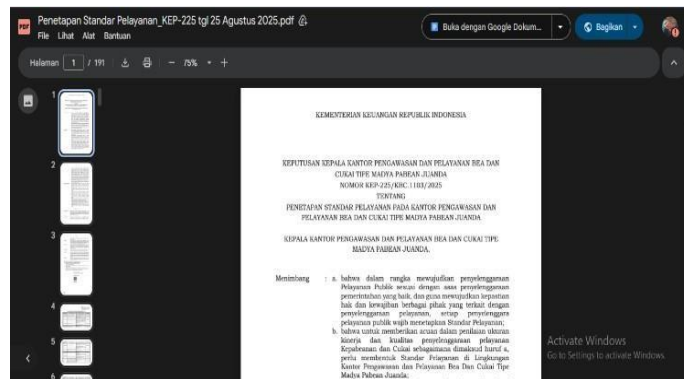 PDF
Penetapan Standar Pelayanan_KEP-225 tgl 25 Agustus 2025.pdf
File Lihat Alat Bantuan
Buka dengan Google Dokum...
Bagikan
Halaman 1 / 191
75%
1
2
3
4
5
6
KEMENTERIAN KEUANGAN REPUBLIK INDONESIA
KEPUTUSAN KEPALA KANTOR PENGAWASAN DAN PELAYANAN BEA DAN
CUKAI TIPE MADYA PABEAN JUANDA
NOMOR KEP-225/KBC.1103/2025
TENTANG
PENETAPAN STANDAR PELAYANAN PADA KANTOR PENGAWASAN DAN
PELAYANAN BEA DAN CUKAI TIPE MADYA PABEAN JUANDA
KEPALA KANTOR PENGAWASAN DAN PELAYANAN BEA DAN CUKAI TIPE
MADYA PABEAN JUANDA,
Menimbang : a. bahwa dalam rangka mewujudkan penyelenggaraan
Pelayanan Publik sesuai dengan asas penyelenggaraan
pemerintahan yang baik, dan guna mewujudkan kepastian
hak dan kewajiban berbagai pihak yang terkait dengan
penyelenggaraan pelayanan, setiap penyelenggara
pelayanan publik wajib menetapkan Standar Pelayanan;
b. bahwa untuk memberikan acuan dalam penilaian ukuran
kinerja dan kualitas penyelenggaraan pelayanan
Kepabeanan dan Cukai sebagaimana dimaksud huruf a,
perlu membentuk Standar Pelayanan di Lingkungan
Kantor Pengawasan dan Pelayanan Bea Dan Cukai Tipe
Madya Pabean Juanda;
Activate Windows
Go to Settings to activate Windows.